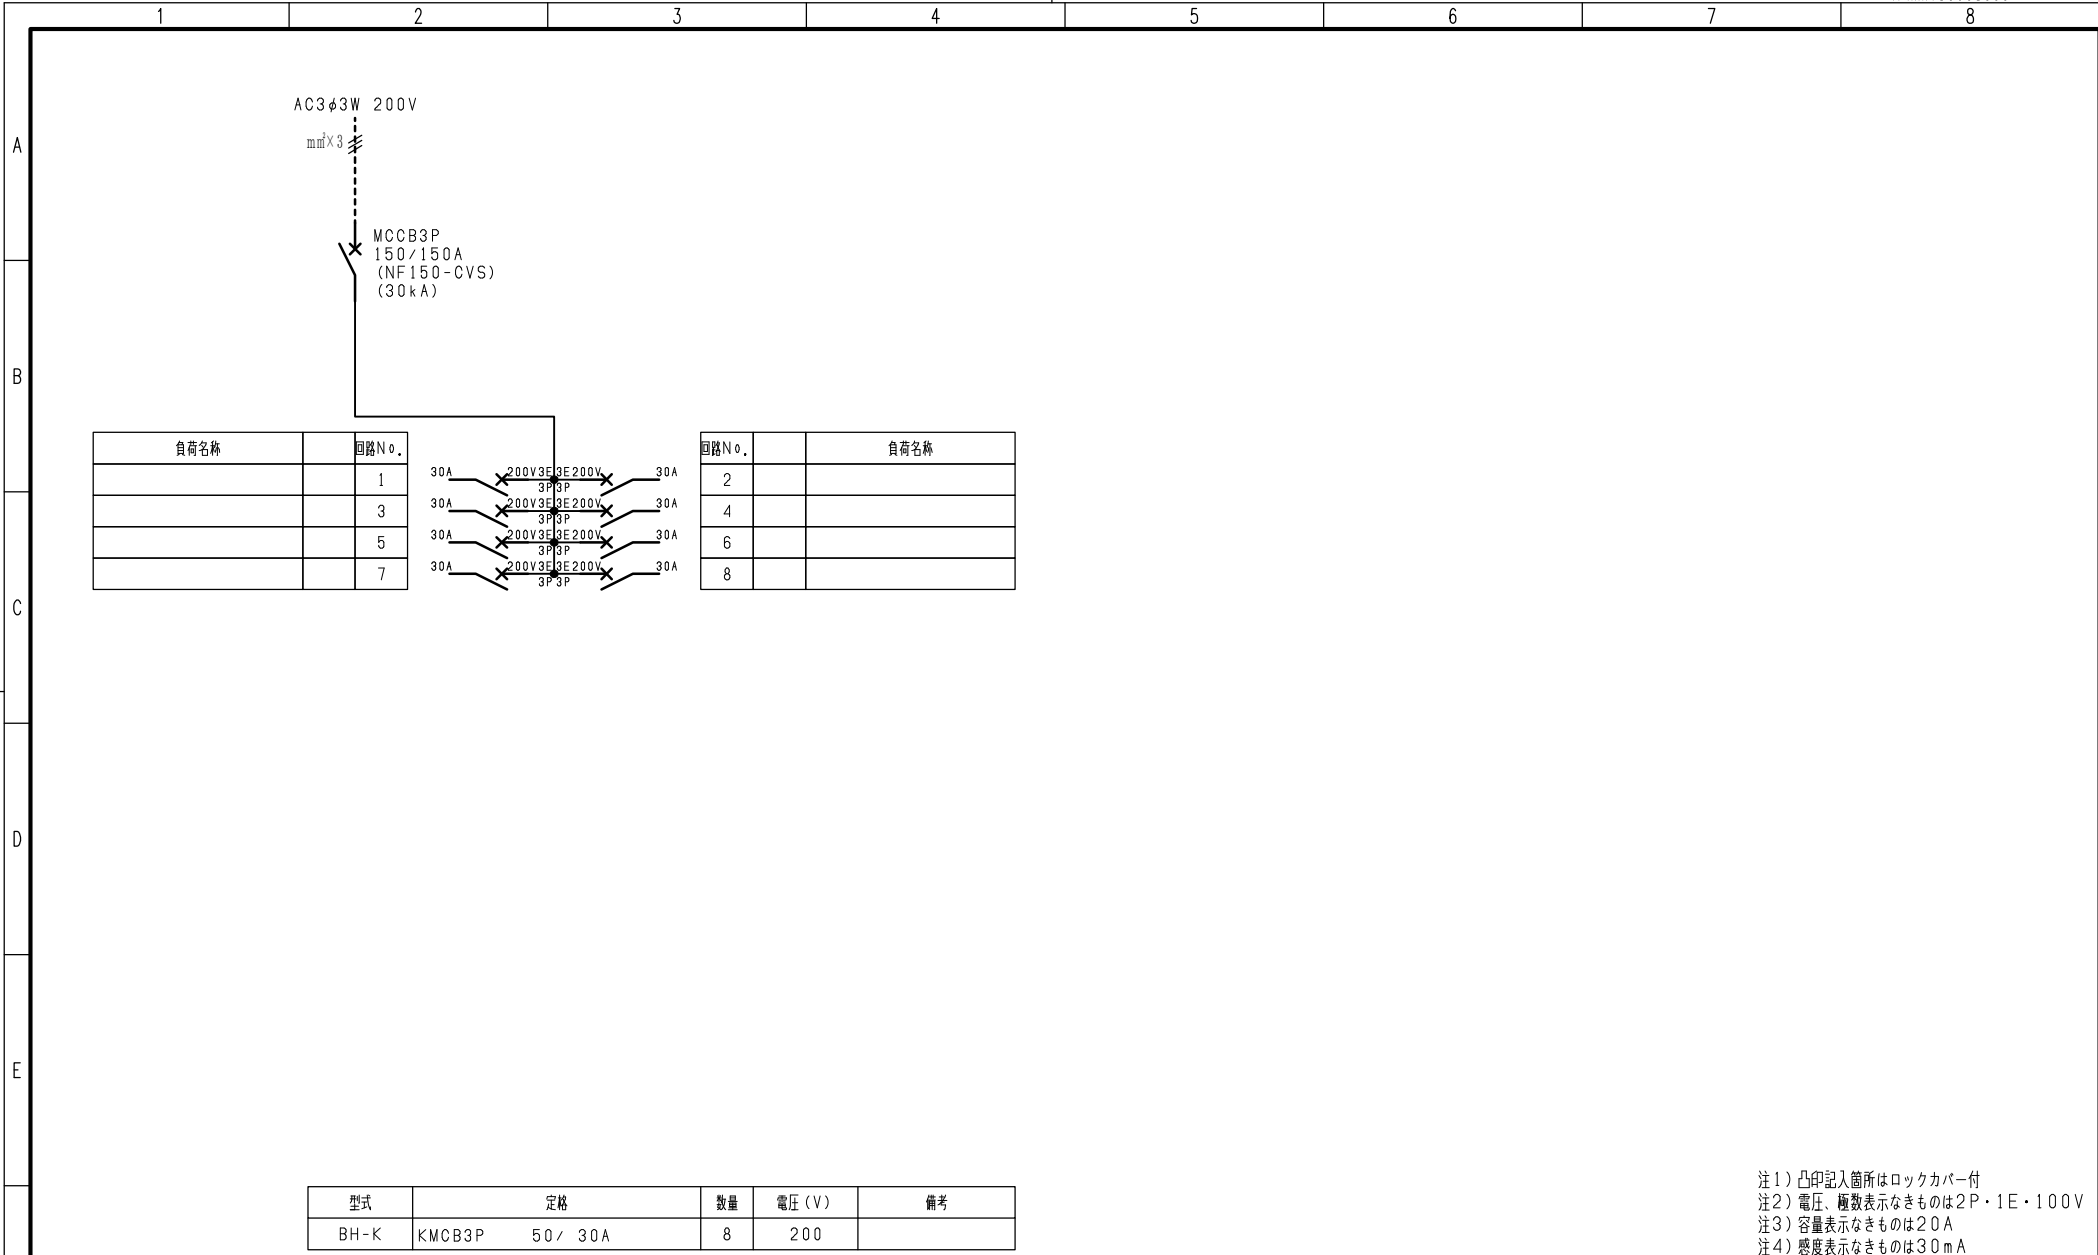 1 2 3 4 5 6 7 8
A
AC3φ3W 200V
mm²×3
MCCB3P
150/150A
(NF150-CVS)
(30kA)
B
負荷名称 回路No.
1
3
5
7
30A 200V3E 3E200V 30A
3P 3P
30A 200V3E 3E200V 30A
3P 3P
30A 200V3E 3E200V 30A
3P 3P
30A 200V3E 3E200V 30A
3P 3P
回路No. 負荷名称
2
4
6
8
C
D
E
型式 定格 数量 電圧(V) 備考
BH-K KMCB3P 50/ 30A 8 200
注1)凸印記入箇所はロックカバー付
注2)電圧、極数表示なきものは2P・1E・100V
注3)容量表示なきものは20A
注4)感度表示なきものは30mA